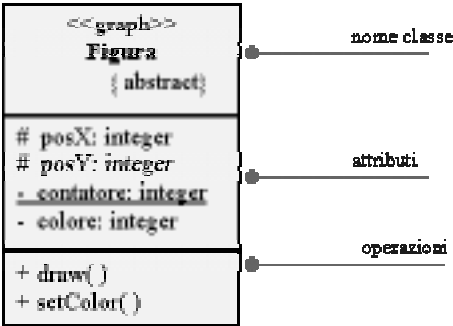 <<graph>>
Figura
{ abstract}
nome classe
# posX: integer
# posY: integer
- contatore: integer
- colore: integer
attributi
+ draw( )
+ setColor( )
operazioni